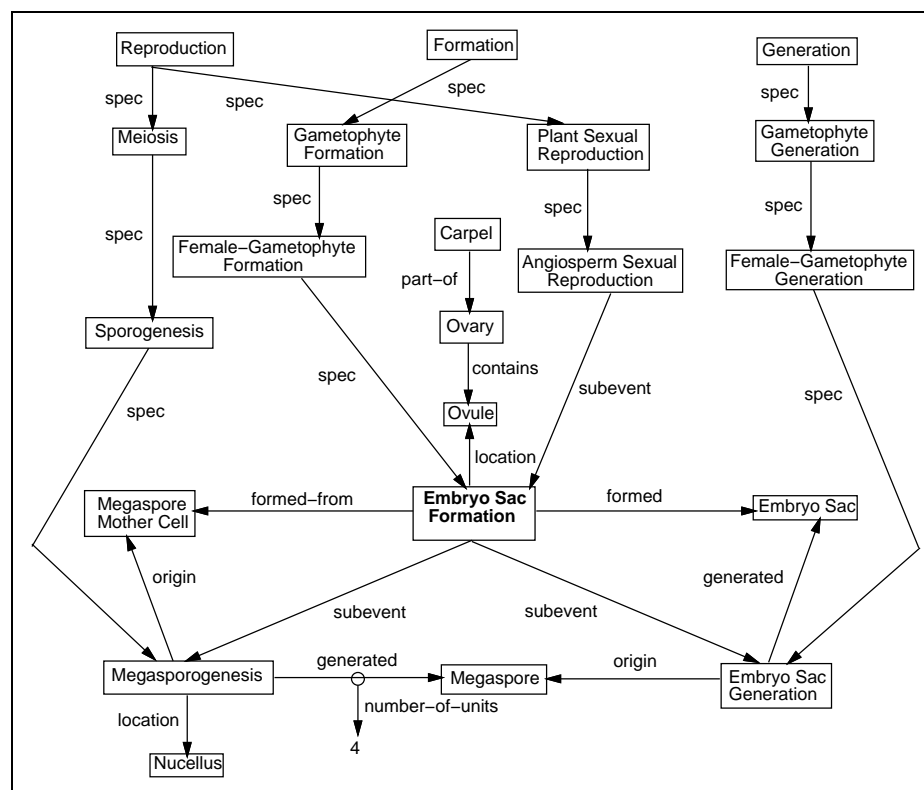 Reproduction
Formation
Generation
spec
spec
spec
spec
Meiosis
Gametophyte
Formation
Plant Sexual
Reproduction
Gametophyte
Generation
spec
spec
spec
spec
Carpel
Female−Gametophyte
Formation
Angiosperm Sexual
Reproduction
Female−Gametophyte
Generation
part−of
Sporogenesis
Ovary
contains
spec
spec
subevent
spec
Ovule
location
Megaspore
Mother Cell
formed−from
Embryo Sac
Formation
formed
Embryo Sac
origin
generated
subevent
subevent
Megasporogenesis
generated
Megaspore
origin
Embryo Sac
Generation
location
number−of−units
4
Nucellus